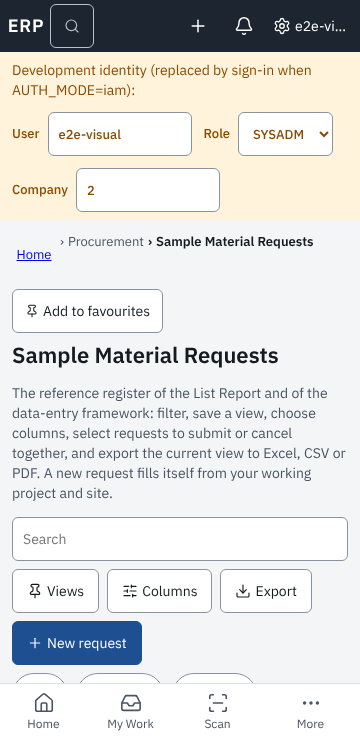 ERP e2e-vi...
Development identity (replaced by sign-in when
AUTH_MODE=iam):
User e2e-visual Role SYSADM
Company 2
Home › Procurement › Sample Material Requests
Add to favourites
Sample Material Requests
The reference register of the List Report and of the
data-entry framework: filter, save a view, choose
columns, select requests to submit or cancel
together, and export the current view to Excel, CSV or
PDF. A new request fills itself from your working
project and site.
Search
Views Columns Export
+ New request
Home My Work Scan More